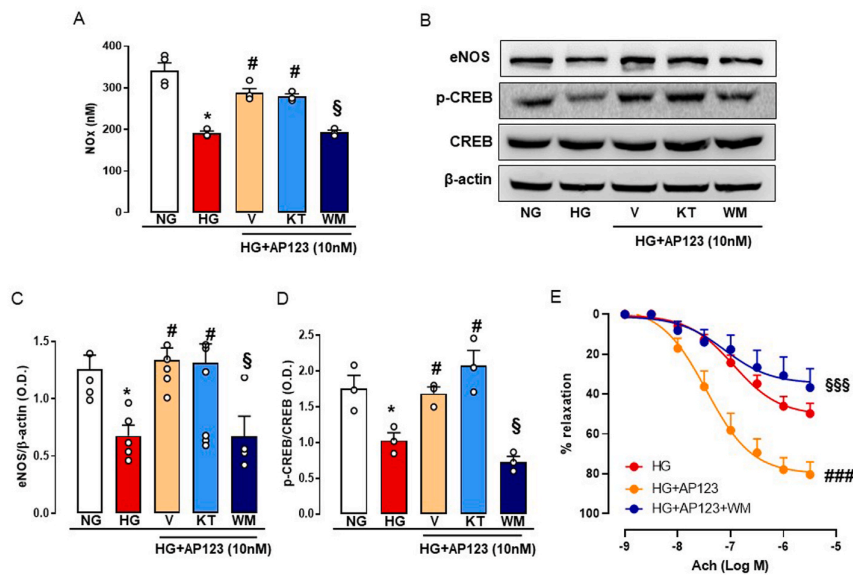 A
400
300
200
100
0
NOx (nM)
*
#
#
§
NG HG V KT WM
HG+AP123 (10nM)
B
eNOS
p-CREB
CREB
β-actin
NG HG V KT WM
HG+AP123 (10nM)
C
1.5
1.0
0.5
0.0
eNOS/β-actin (O.D.)
*
#
#
§
NG HG V KT WM
HG+AP123 (10nM)
D
2.5
2.0
1.5
1.0
0.5
0.0
p-CREB/CREB (O.D.)
*
#
#
§
NG HG V KT WM
HG+AP123 (10nM)
E
0
20
40
60
80
100
% relaxation
§§§
###
HG
HG+AP123
HG+AP123+WM
-9 -8 -7 -6 -5
Ach (Log M)